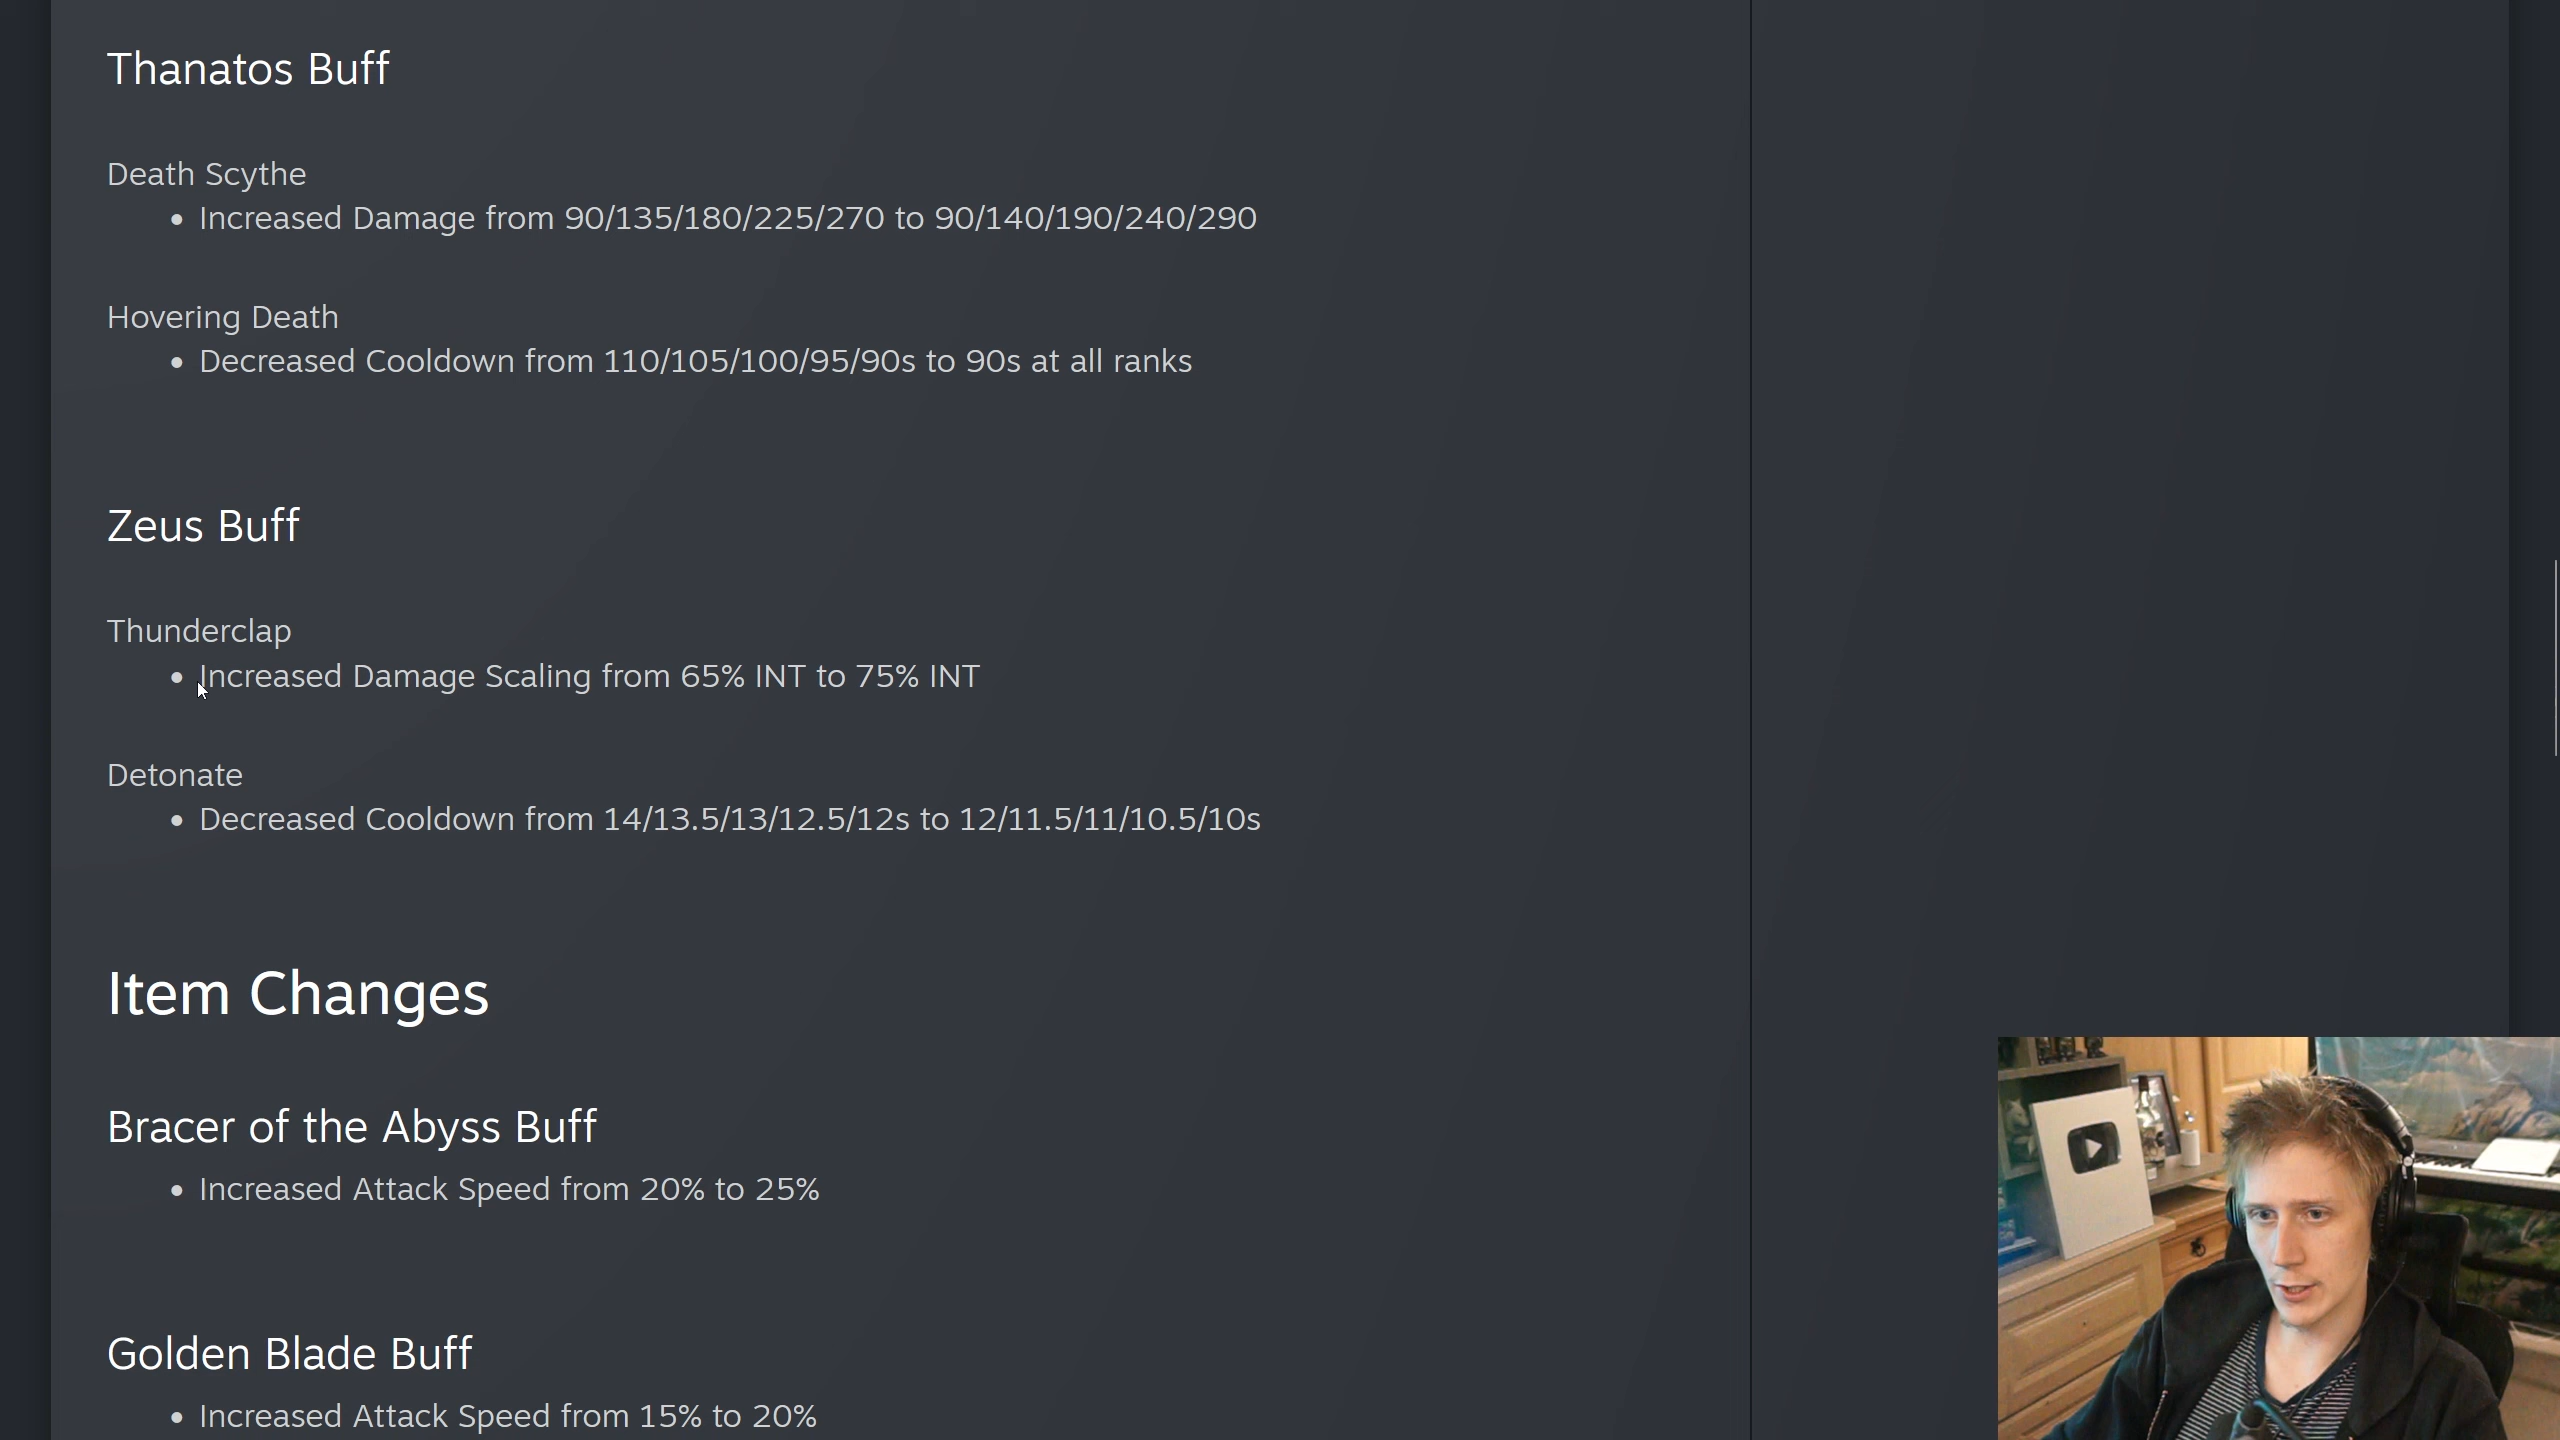 Thanatos Buff
Death Scythe
• Increased Damage from 90/135/180/225/270 to 90/140/190/240/290
Hovering Death
• Decreased Cooldown from 110/105/100/95/90s to 90s at all ranks
Zeus Buff
Thunderclap
• Increased Damage Scaling from 65% INT to 75% INT
Detonate
• Decreased Cooldown from 14/13.5/13/12.5/12s to 12/11.5/11/10.5/10s
Item Changes
Bracer of the Abyss Buff
• Increased Attack Speed from 20% to 25%
Golden Blade Buff
• Increased Attack Speed from 15% to 20%